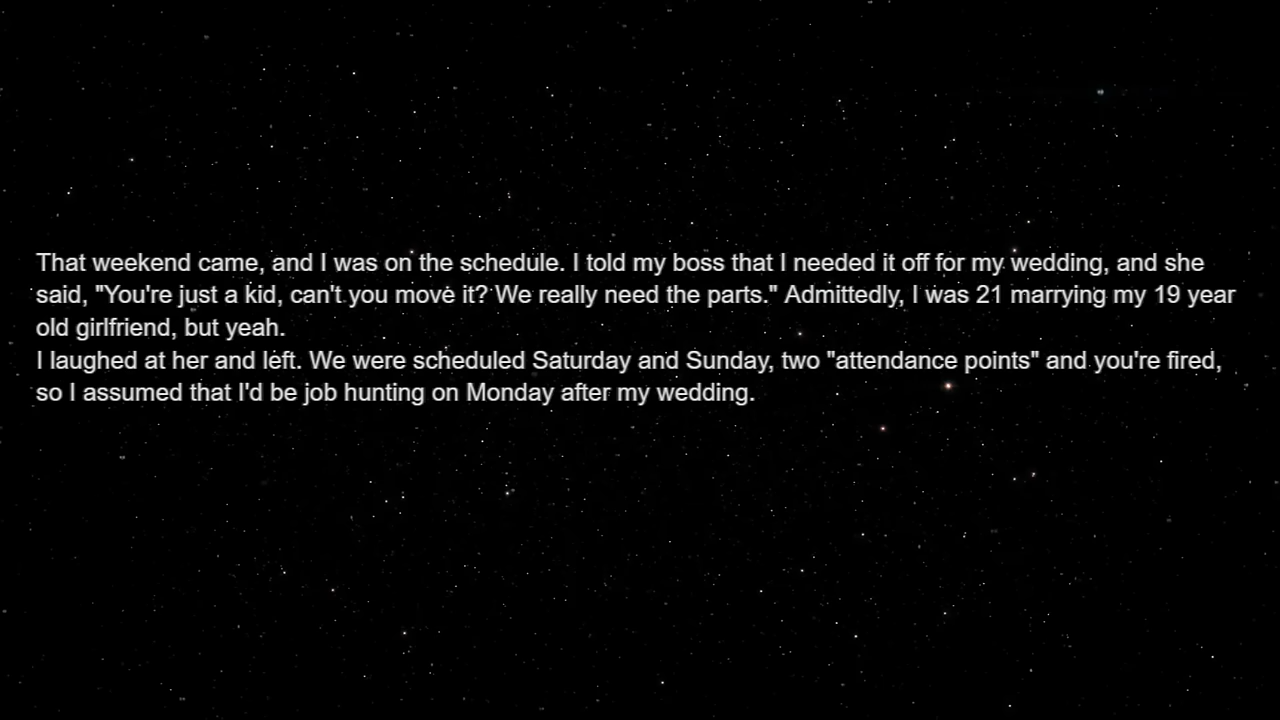 That weekend came, and I was on the schedule. I told my boss that I needed it off for my wedding, and she
said, "You're just a kid, can't you move it? We really need the parts." Admittedly, I was 21 marrying my 19 year
old girlfriend, but yeah.
I laughed at her and left. We were scheduled Saturday and Sunday, two "attendance points" and you're fired,
so I assumed that I'd be job hunting on Monday after my wedding.